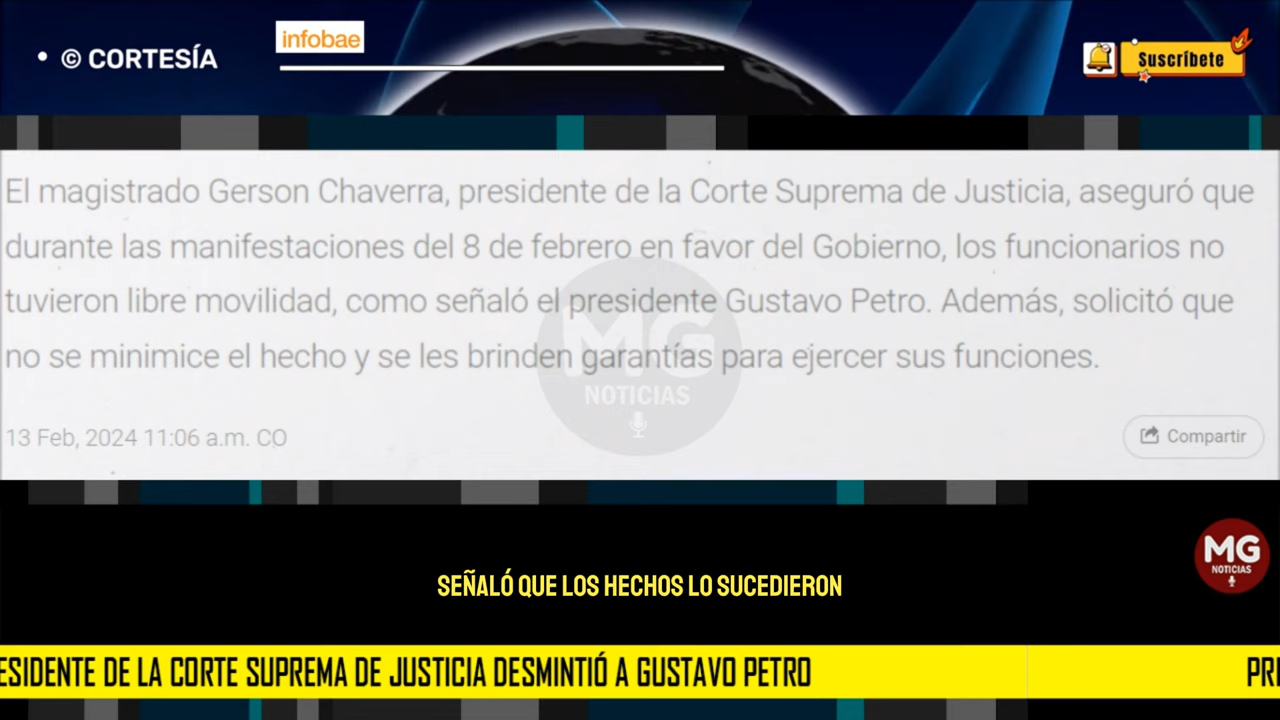 • © CORTESÍA
infobae
Suscríbete
El magistrado Gerson Chaverra, presidente de la Corte Suprema de Justicia, aseguró que
durante las manifestaciones del 8 de febrero en favor del Gobierno, los funcionarios no
tuvieron libre movilidad, como señaló el presidente Gustavo Petro. Además, solicitó que
no se minimice el hecho y se les brinden garantías para ejercer sus funciones.
MG
NOTICIAS
13 Feb, 2024 11:06 a.m. CO
Compartir
MG
NOTICIAS
SEÑALÓ QUE LOS HECHOS LO SUCEDIERON
ESIDENTE DE LA CORTE SUPREMA DE JUSTICIA DESMINTIÓ A GUSTAVO PETRO
PRE